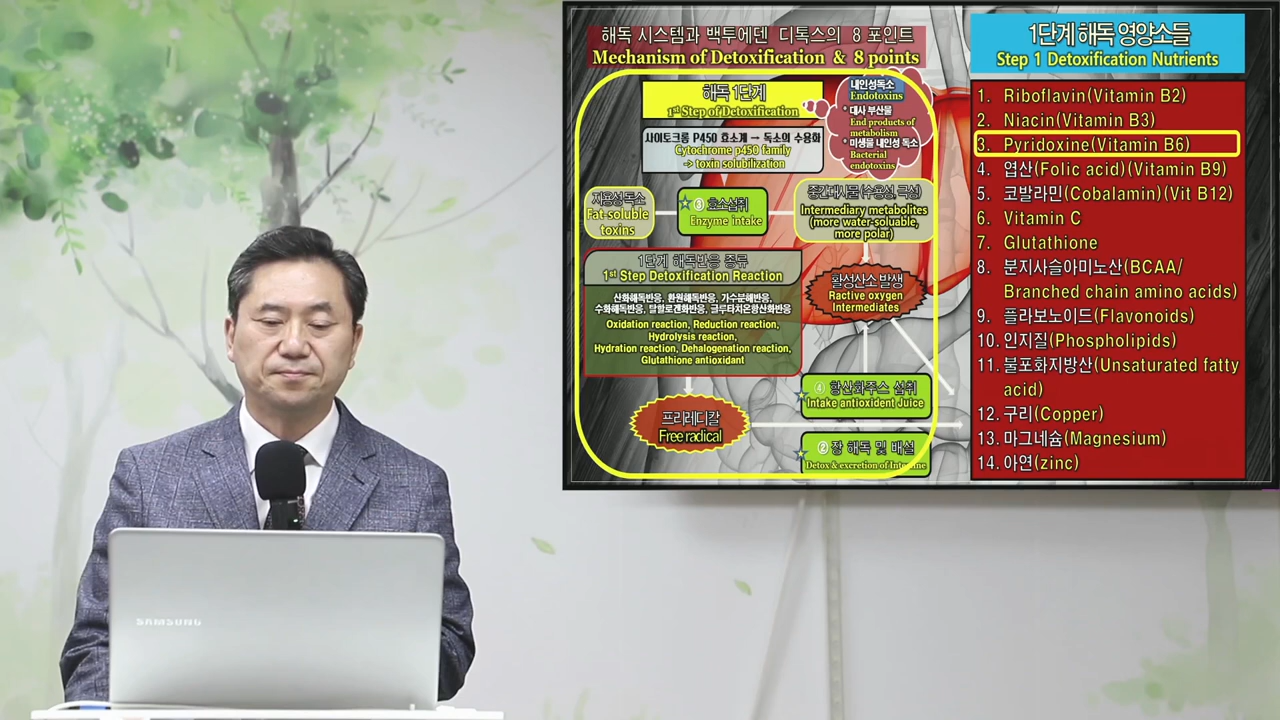 해독 시스템과 백투에덴 디톡스의 8 포인트
Mechanism of Detoxification & 8 points
해독 1단계
1st Step of Detoxification
사이토크롬 P450 효소계 → 독소의 수용화
Cytochrome p450 family
-> toxin solubilization
내인성독소
Endotoxins
* 대사 부산물
End products of
metabolism
* 미생물 내인성 독소
Bacterial
endotoxins
지용성 독소
Fat-soluble
toxins
③ 효소섭취
Enzyme intake
중간대사물 (수용성, 극성)
Intermediary metabolites
(more water-soluable,
more polar)
1단계 해독반응 종류
1st Step Detoxification Reaction
산화해독반응, 환원해독반응, 가수분해반응,
수화해독반응, 탈할로겐화반응, 글루타치온항산화반응
Oxidation reaction, Reduction reaction,
Hydrolysis reaction,
Hydration reaction, Dehalogenation reaction,
Glutathione antioxidant
활성산소 발생
Ractive oxygen
Intermediates
프리레디칼
Free radical
④ 항산화주스 섭취
Intake antioxident Juice
② 장 해독 및 배설
Detox & excretion of Intestine
1단계 해독 영양소들
Step 1 Detoxification Nutrients
1. Riboflavin(Vitamin B2)
2. Niacin(Vitamin B3)
3. Pyridoxine(Vitamin B6)
4. 엽산(Folic acid)(Vitamin B9)
5. 코발라민(Cobalamin)(Vit B12)
6. Vitamin C
7. Glutathione
8. 분지사슬아미노산(BCAA/
Branched chain amino acids)
9. 플라보노이드(Flavonoids)
10. 인지질(Phospholipids)
11. 불포화지방산(Unsaturated fatty
acid)
12. 구리(Copper)
13. 마그네슘(Magnesium)
14. 아연(zinc)
SAMSUNG